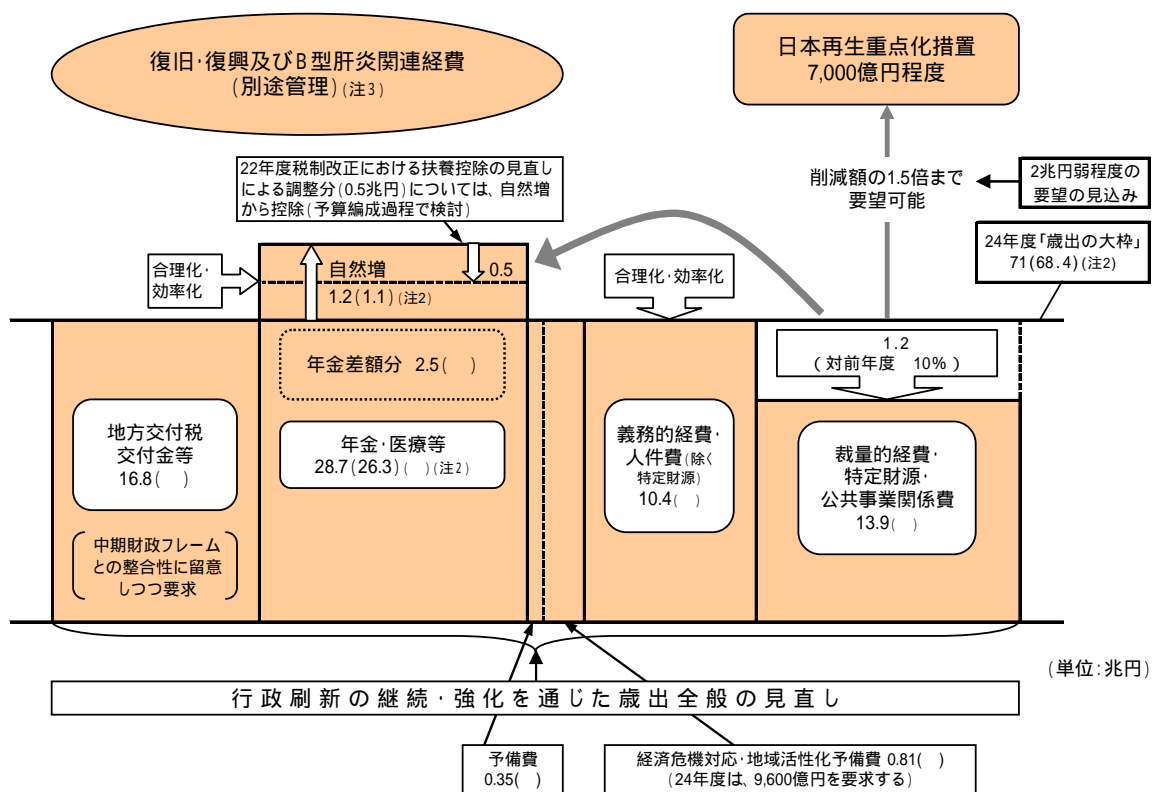 復旧・復興及びB型肝炎関連経費
(別途管理)(注3)
日本再生重点化措置
7,000億円程度
22年度税制改正における扶養控除の見直し
による調整分(0.5兆円)については、自然増
から控除(予算編成過程で検討)
削減額の1.5倍まで
要望可能
2兆円弱程度の
要望の見込み
24年度「歳出の大枠」
71(68.4)(注2)
合理化・
効率化
自然増
0.5
1.2(1.1)(注2)
合理化・効率化
1.2
(対前年度 10%)
年金差額分 2.5( )
地方交付税
交付金等
16.8( )
年金・医療等
28.7(26.3)( )(注2)
義務的経費・
人件費(除く
特定財源)
10.4( )
裁量的経費・
特定財源・
公共事業関係費
13.9( )
中期財政フレーム
との整合性に留意
しつつ要求
(単位:兆円)
行政刷新の継続・強化を通じた歳出全般の見直し
予備費
0.35( )
経済危機対応・地域活性化予備費 0.81( )
(24年度は、9,600億円を要求する)